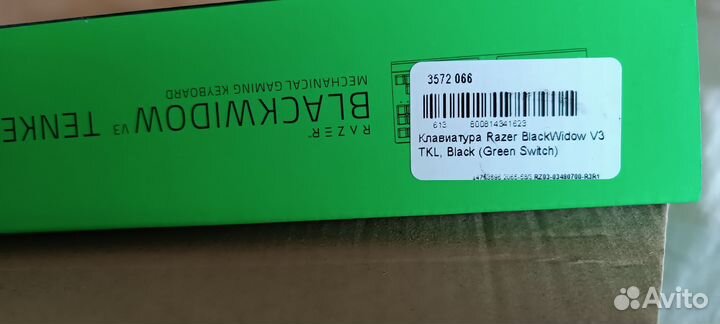 RAZER
BLACKWIDOW V3 TENKE
MECHANICAL GAMING KEYBOARD
3572 066
613 500814341623
Клавиатура Razer BlackWidow V3
TKL, Black (Green Switch)
RZ03-03490700-R3R1
Avito